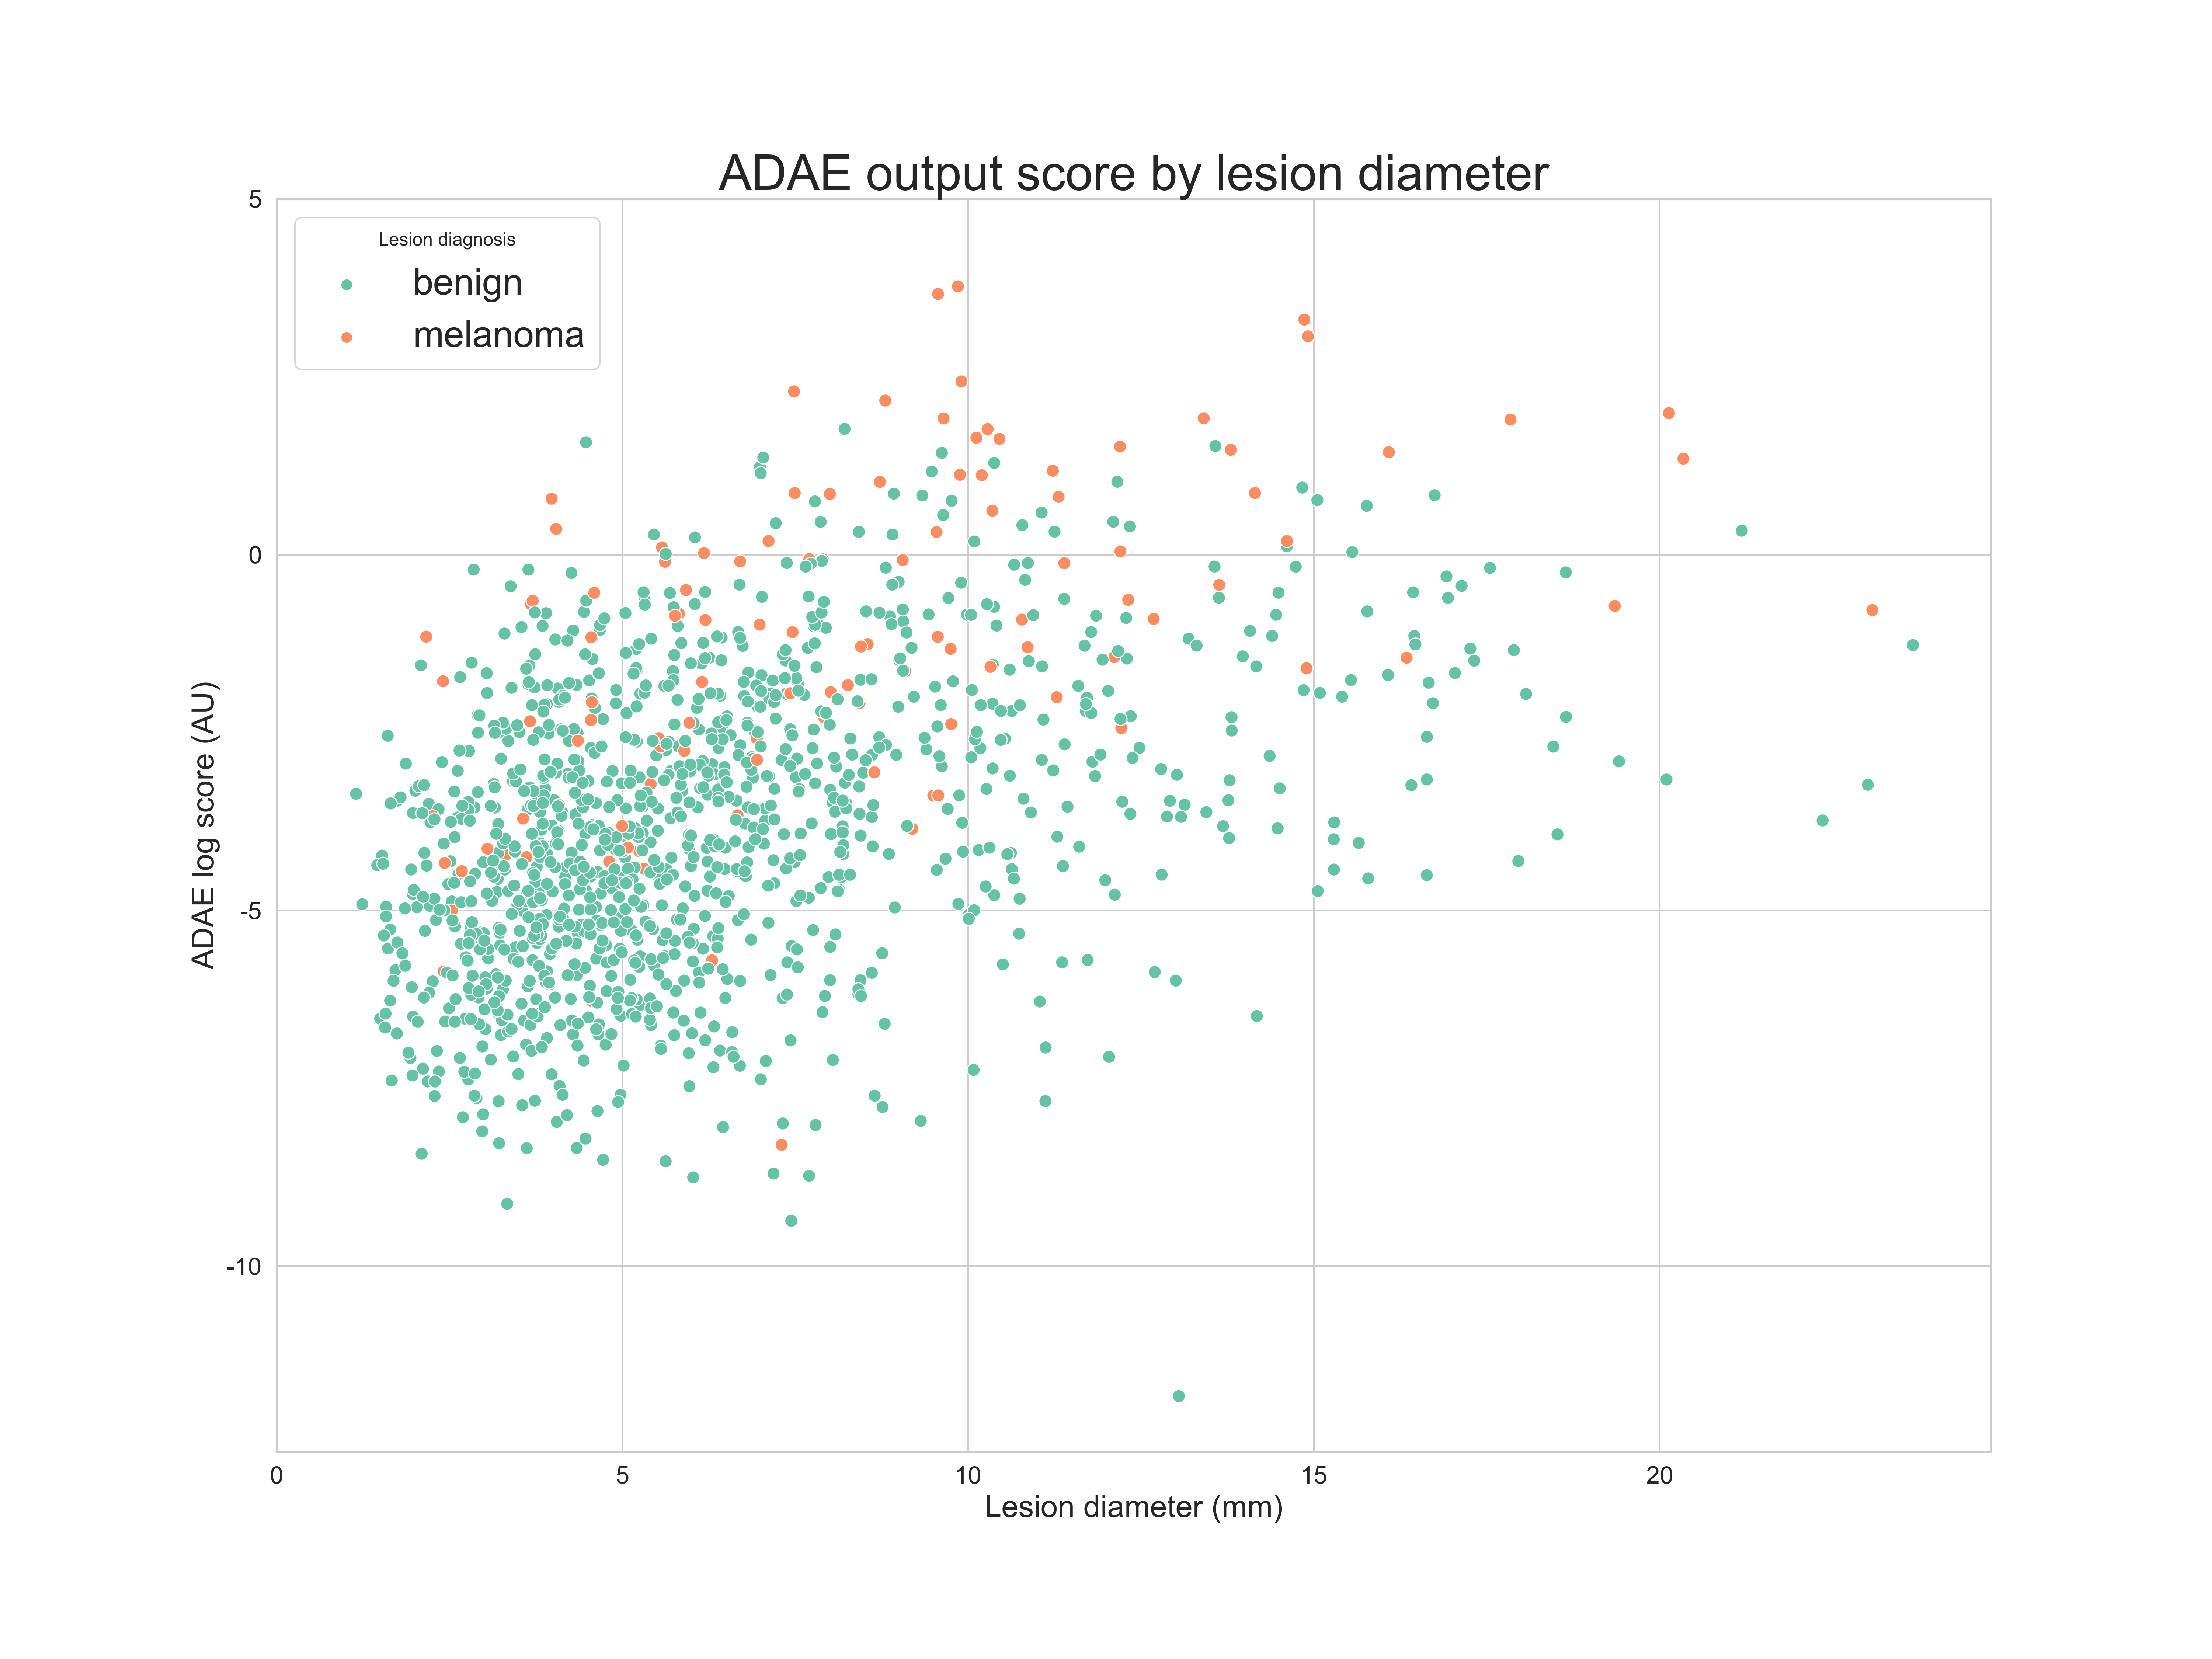 ADAE output score by lesion diameter
5
Lesion diagnosis
benign
melanoma
0
-5
-10
ADAE log score (AU)
0
5
10
15
20
Lesion diameter (mm)